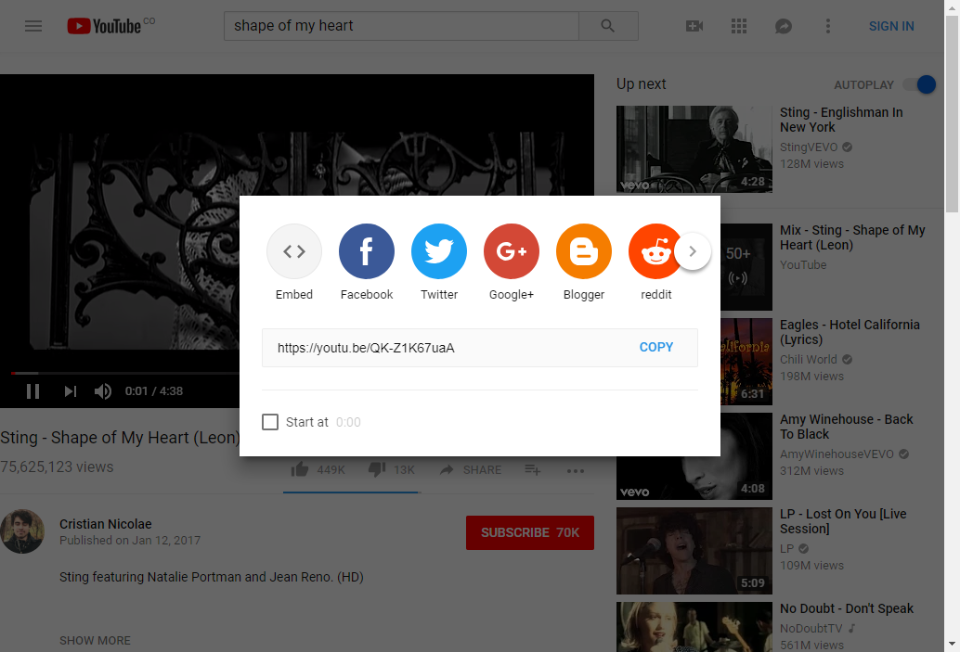 YouTube CO
shape of my heart
SIGN IN
Up next
AUTOPLAY
Sting - Englishman In
New York
StingVEVO
128M views
vevo
4:28
Mix - Sting - Shape of My
Heart (Leon)
YouTube
50+
Eagles - Hotel California
(Lyrics)
Chili World
198M views
California
6:31
Amy Winehouse - Back
To Black
AmyWinehouseVEVO
312M views
vevo
4:08
LP - Lost On You [Live
Session]
LP
109M views
5:09
No Doubt - Don't Speak
NoDoubtTV
561M views
Embed
Facebook
Twitter
G+
Google+
Blogger
reddit
https://youtu.be/QK-Z1K67uaA
COPY
Start at 0:00
0:01 / 4:38
Sting - Shape of My Heart (Leon)
75,625,123 views
449K
13K
SHARE
Cristian Nicolae
Published on Jan 12, 2017
SUBSCRIBE 70K
Sting featuring Natalie Portman and Jean Reno. (HD)
SHOW MORE